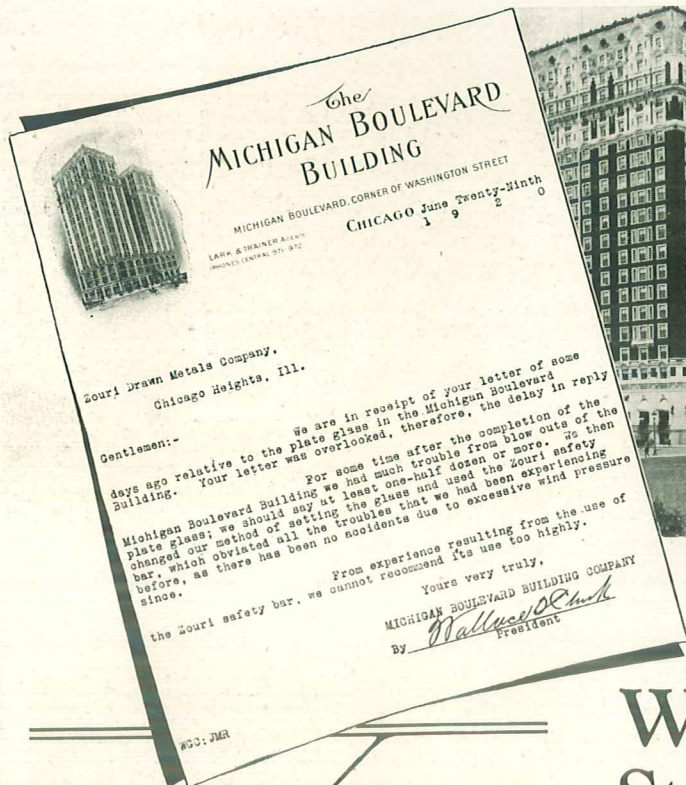 The
MICHIGAN BOULEVARD
BUILDING
MICHIGAN BOULEVARD, CORNER OF WASHINGTON STREET
LARK & TRAINER AGENTS
PHONES CENTRAL 971-972
CHICAGO June Twenty-Ninth
1 9 2 0
Zouri Drawn Metals Company,
Chicago Heights, Ill.
Gentlemen:-
We are in receipt of your letter of some
days ago relative to the plate glass in the Michigan Boulevard
Building. Your letter was overlooked, therefore, the delay in reply
For some time after the completion of the
Michigan Boulevard Building we had much trouble from blow outs of the
plate glass; we should say at least one-half dozen or more. We then
changed our method of setting the glass and used the Zouri safety
bar, which obviated all the troubles that we had been experiencing
before, as there has been no accidents due to excessive wind pressure
since.
From experience resulting from the use of
the Zouri safety bar, we cannot recommend its use too highly.
Yours very truly,
MICHIGAN BOULEVARD BUILDING COMPANY
By Wallace
President
WGC:JMR
W